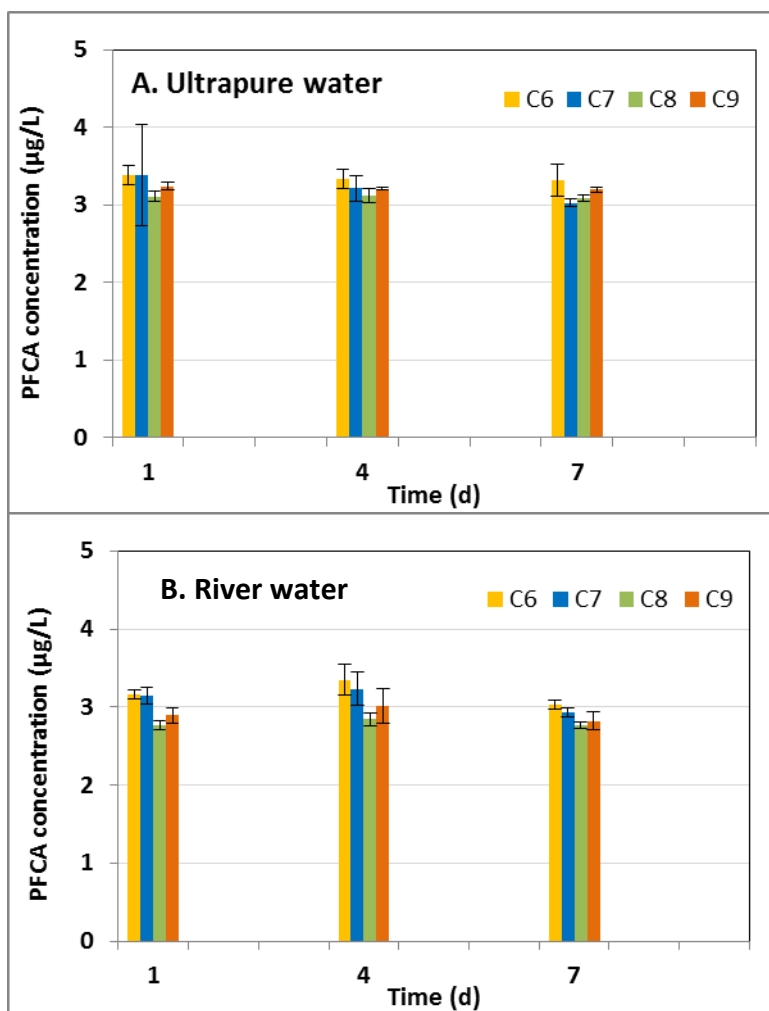 5
A. Ultrapure water
C6 C7 C8 C9
4
3
2
1
0
PFCA concentration (µg/L)
1 4 7
Time (d)
5
B. River water
C6 C7 C8 C9
4
3
2
1
0
PFCA concentration (µg/L)
1 4 7
Time (d)